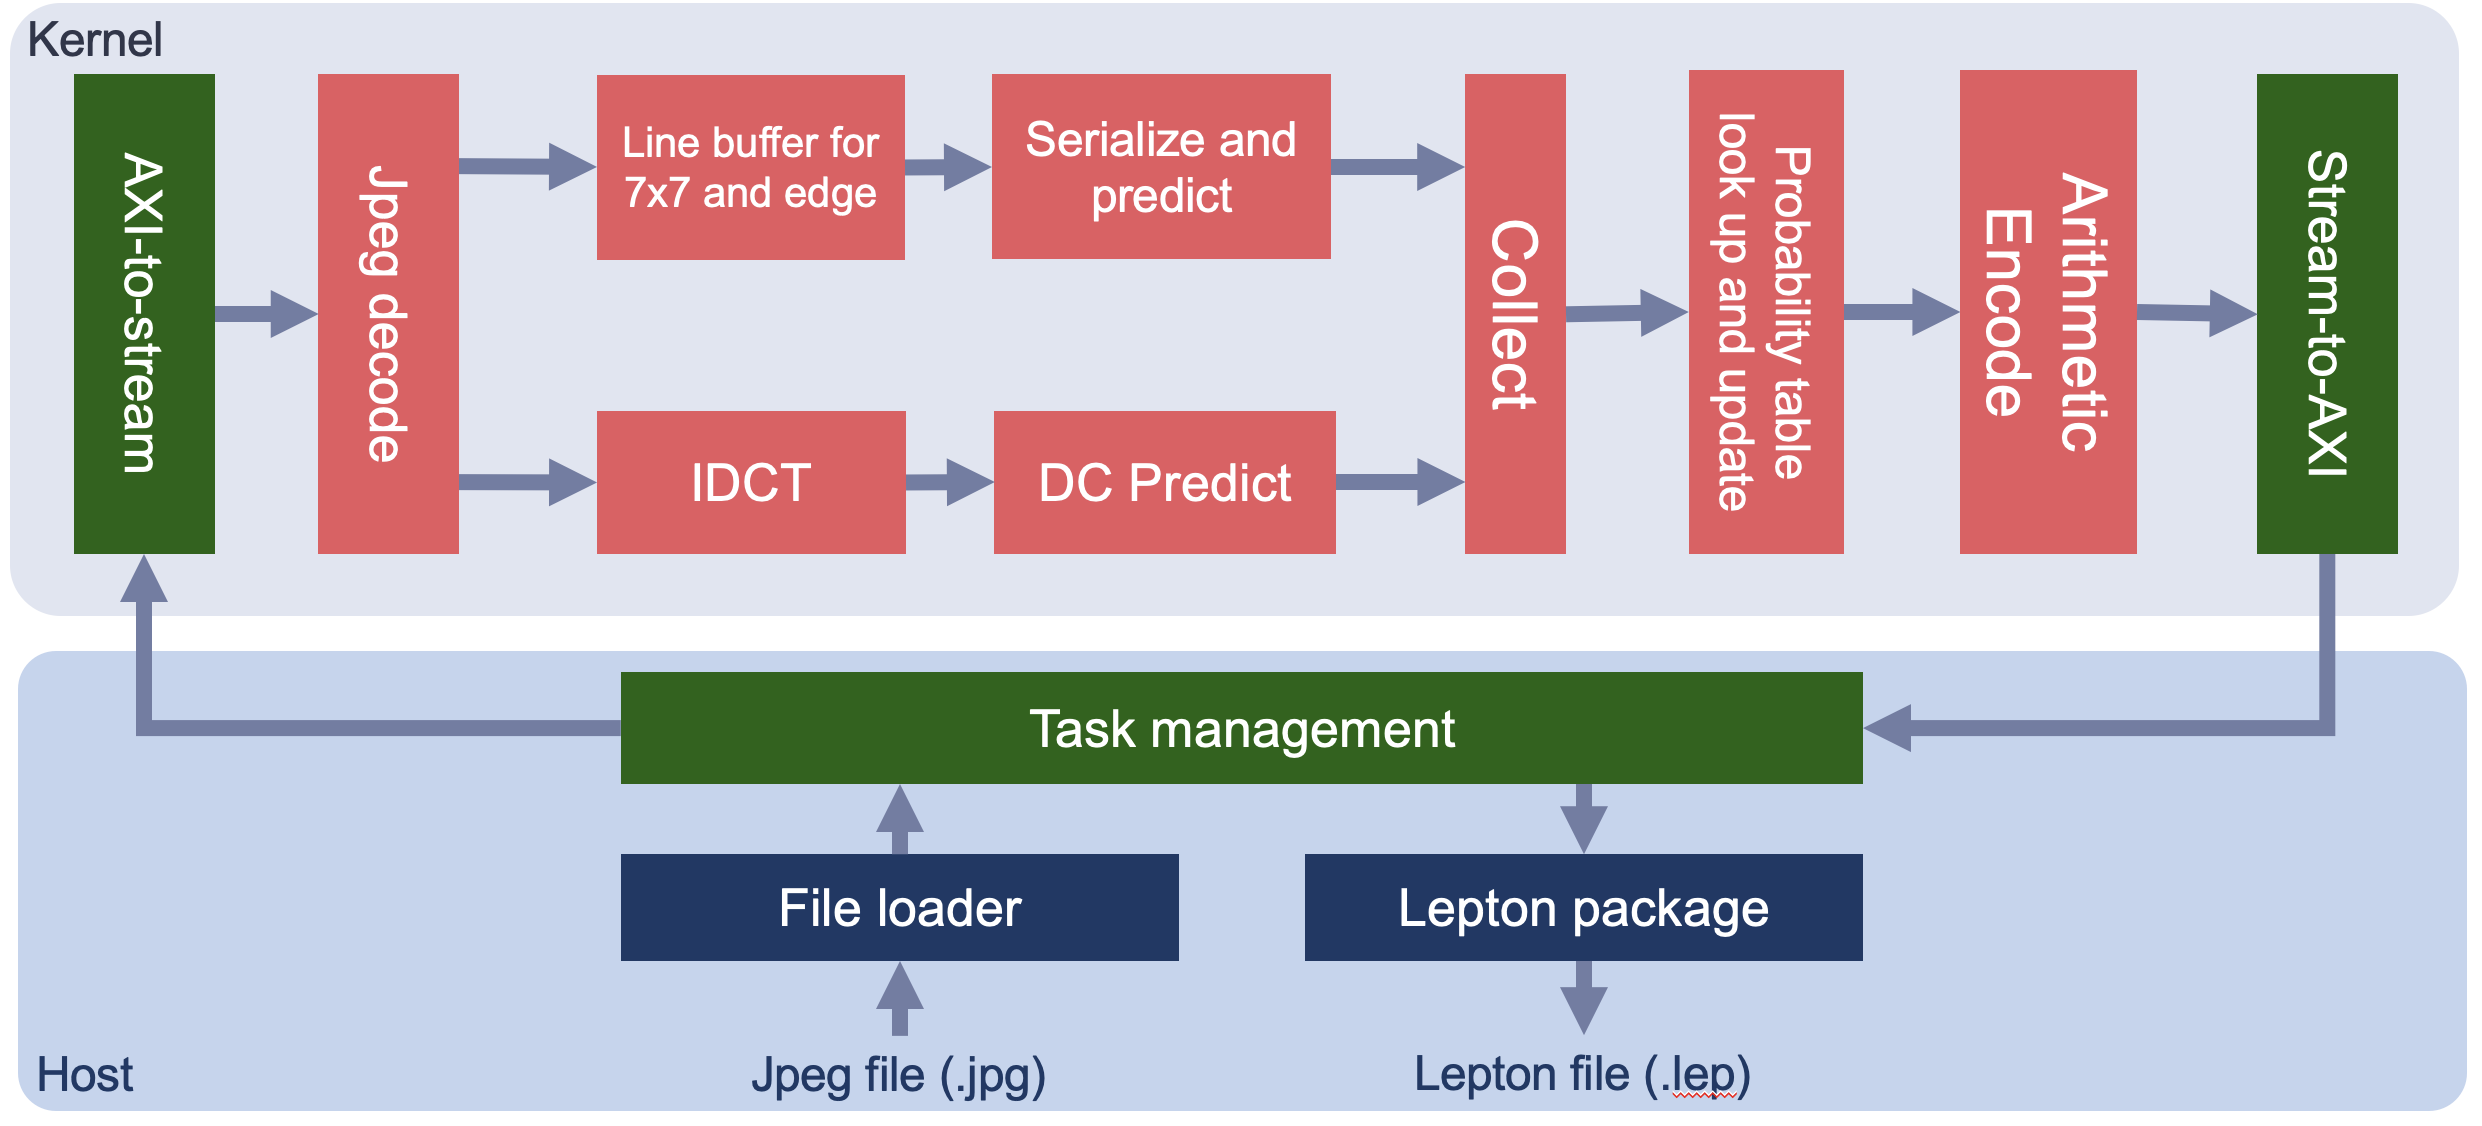 Kernel
AXI-to-stream
Jpeg decode
Line buffer for
7x7 and edge
Serialize and
predict
IDCT
DC Predict
Collect
Probability table
look up and update
Arithmetic
Encode
Stream-to-AXI
Task management
File loader
Lepton package
Host
Jpeg file (.jpg)
Lepton file (.lep)